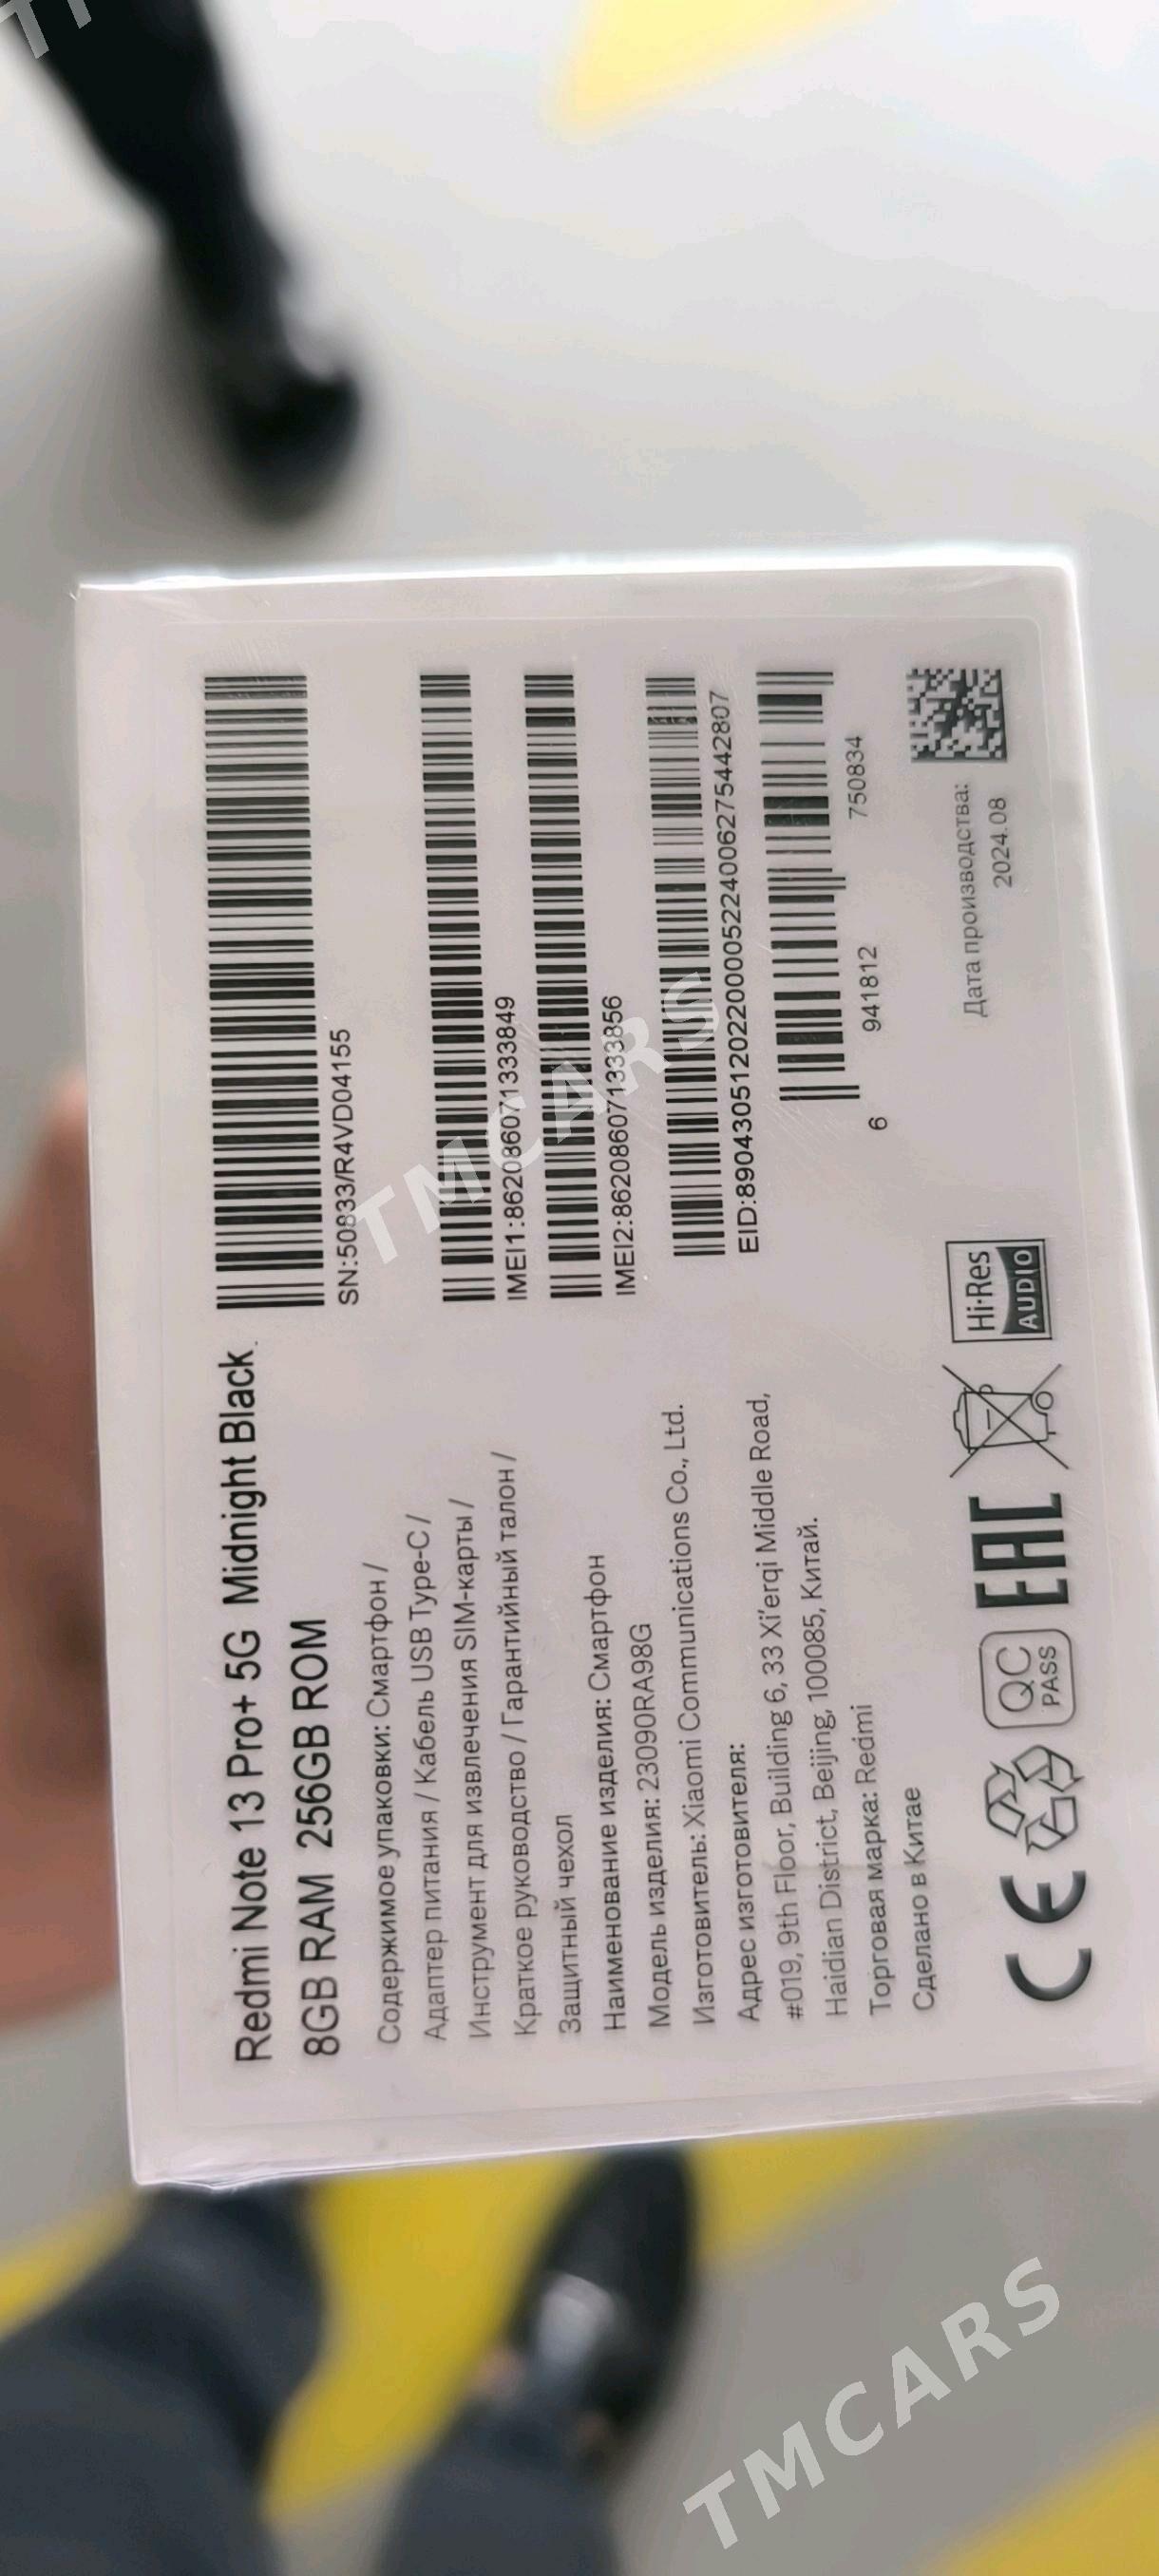 Redmi Note 13 Pro+ 5G Midnight Black
8GB RAM 256GB ROM
Содержимое упаковки: Смартфон /
Адаптер питания / Кабель USB Type-C /
Инструмент для извлечения SIM-карты /
Краткое руководство / Гарантийный талон /
Защитный чехол
Наименование изделия: Смартфон
Модель изделия: 23090RA98G
Изготовитель: Xiaomi Communications Co., Ltd.
Адрес изготовителя:
#019, 9th Floor, Building 6, 33 Xi'erqi Middle Road,
Haidian District, Beijing, 100085, Китай.
Торговая марка: Redmi
Сделано в Китае
CE
QC
PASS
EAC
Hi-Res
AUDIO
SN:50833/R4VD04155
IMEI1:862086071333849
IMEI2:862086071333856
EID:89043051202200005224006275442807
6 941812 750834
Дата производства:
2024.08
TMCARS
TMCARS